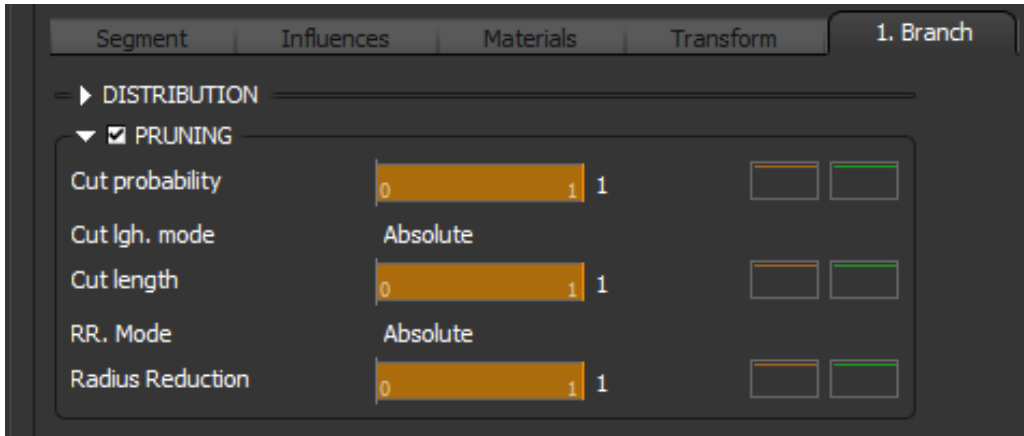 Segment Influences Materials Transform 1. Branch
DISTRIBUTION
PRUNING
Cut probability 0 1 1
Cut lgh. mode Absolute
Cut length 0 1 1
RR. Mode Absolute
Radius Reduction 0 1 1